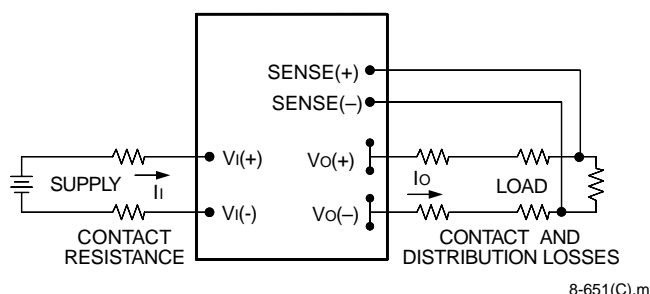 SENSE(+)
SENSE(–)
VI(+)
VO(+)
IO
SUPPLY
II
LOAD
VI(-)
VO(–)
CONTACT
RESISTANCE
CONTACT AND
DISTRIBUTION LOSSES
8-651(C).m